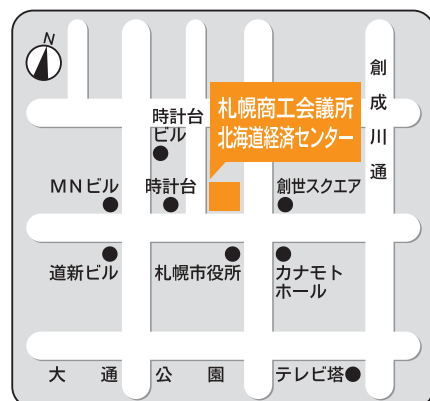 N
創成川通
札幌商工会議所
北海道経済センター
時計台
ビル
MNビル
時計台
創世スクエア
道新ビル
札幌市役所
カナモト
ホール
大通公園
テレビ塔